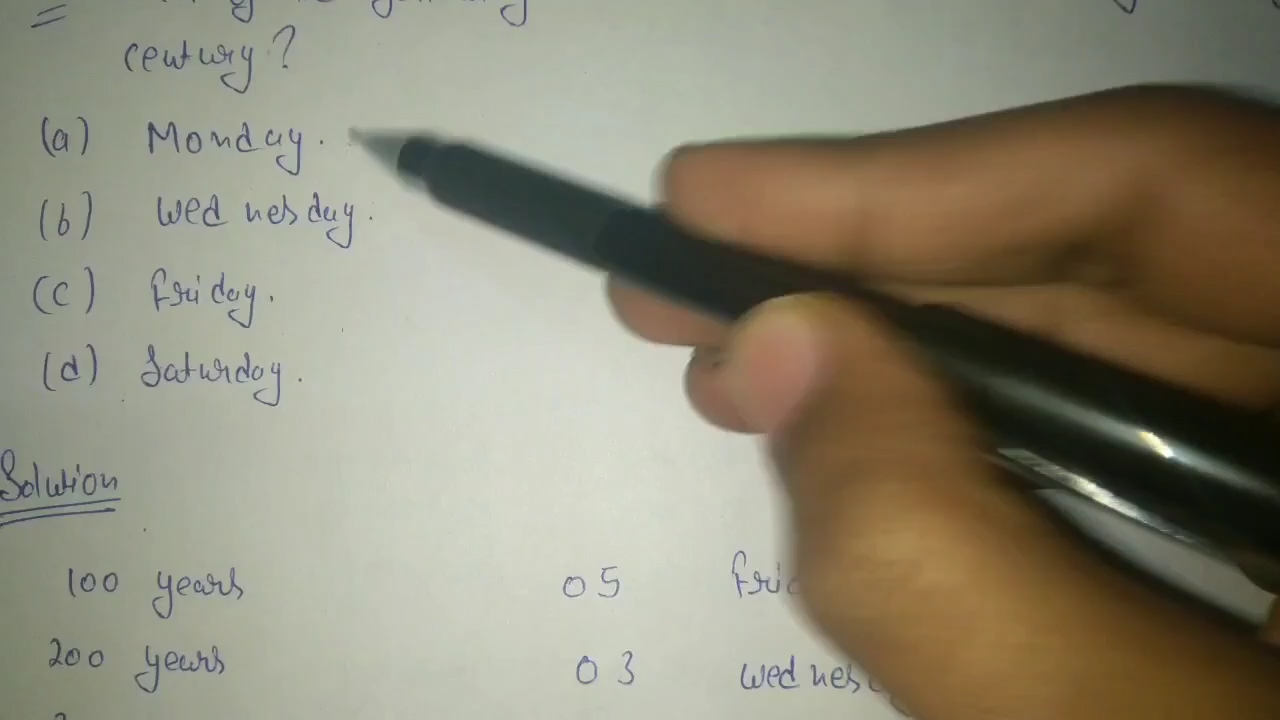 century?
(a) Monday.
(b) Wednesday.
(c) Friday.
(d) Saturday.
Solution
100 years 05
200 years 03